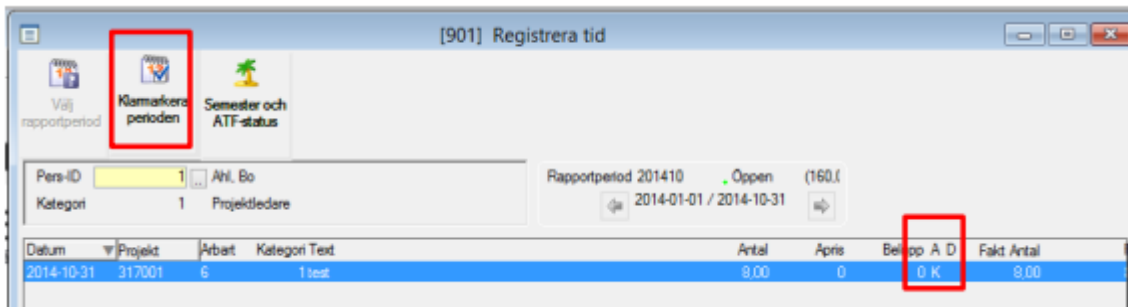 [901] Registrera tid
Välj rapportperiod
Klarmarkera perioden
Semester och ATF-status
Pers-ID 1 .. Ahl, Bo
Kategori 1 Projektledare
Rapportperiod 201410 Öppen (160,(
2014-01-01 / 2014-10-31
Datum Projekt Arbart Kategori Text Antal Apris Belopp A D Fakt Antal
2014-10-31 317001 6 1 test 8,00 0 0 K 8,00